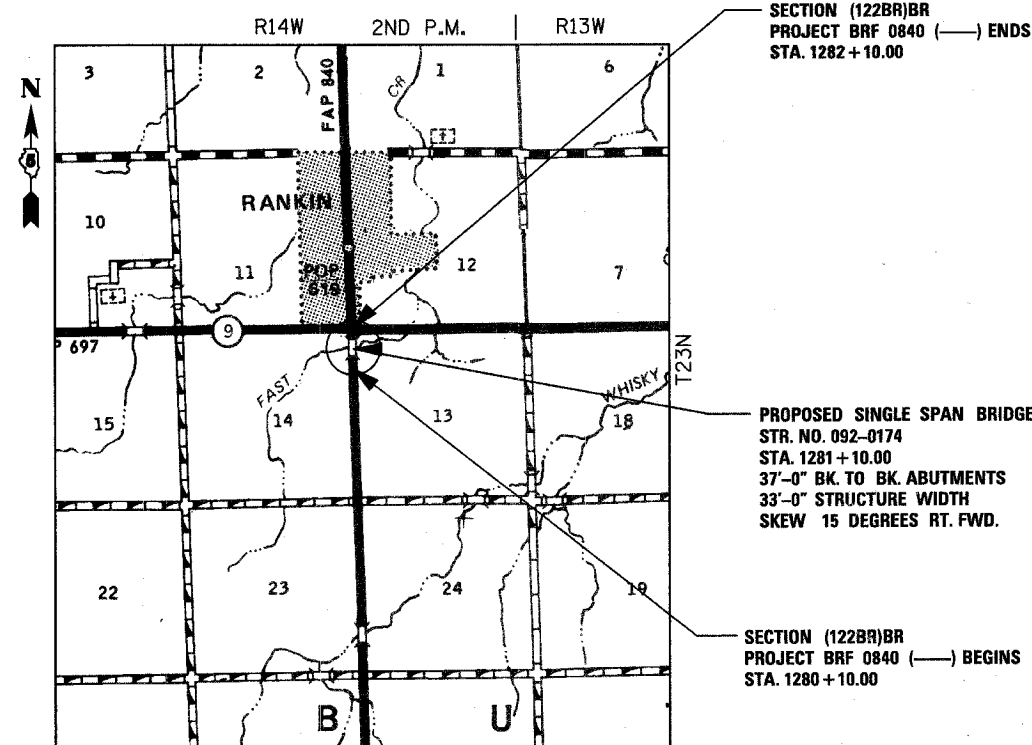 SECTION (122BR)BR
PROJECT BRF 0840 (——) ENDS
STA. 1282+10.00
R14W 2ND P.M. R13W
3 2 1 6
FAP 840
CR
N
RANKIN
10
11
POP
12
7
9
697
T23N
FAST
WHISKY
15
14
13
18
PROPOSED SINGLE SPAN BRIDGE
STR. NO. 092–0174
STA. 1281+10.00
37'–0" BK. TO BK. ABUTMENTS
33'–0" STRUCTURE WIDTH
SKEW 15 DEGREES RT. FWD.
22
23
24
19
SECTION (122BR)BR
PROJECT BRF 0840 (——) BEGINS
STA. 1280+10.00
B U